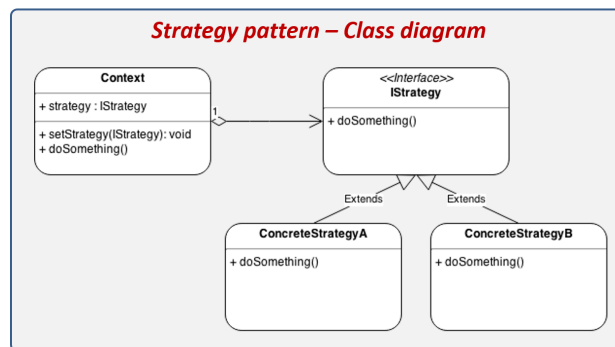 Strategy pattern – Class diagram
Context
+ strategy : IStrategy
+ setStrategy(IStrategy): void
+ doSomething()
1
<<Interface>>
IStrategy
+ doSomething()
Extends
Extends
ConcreteStrategyA
+ doSomething()
ConcreteStrategyB
+ doSomething()